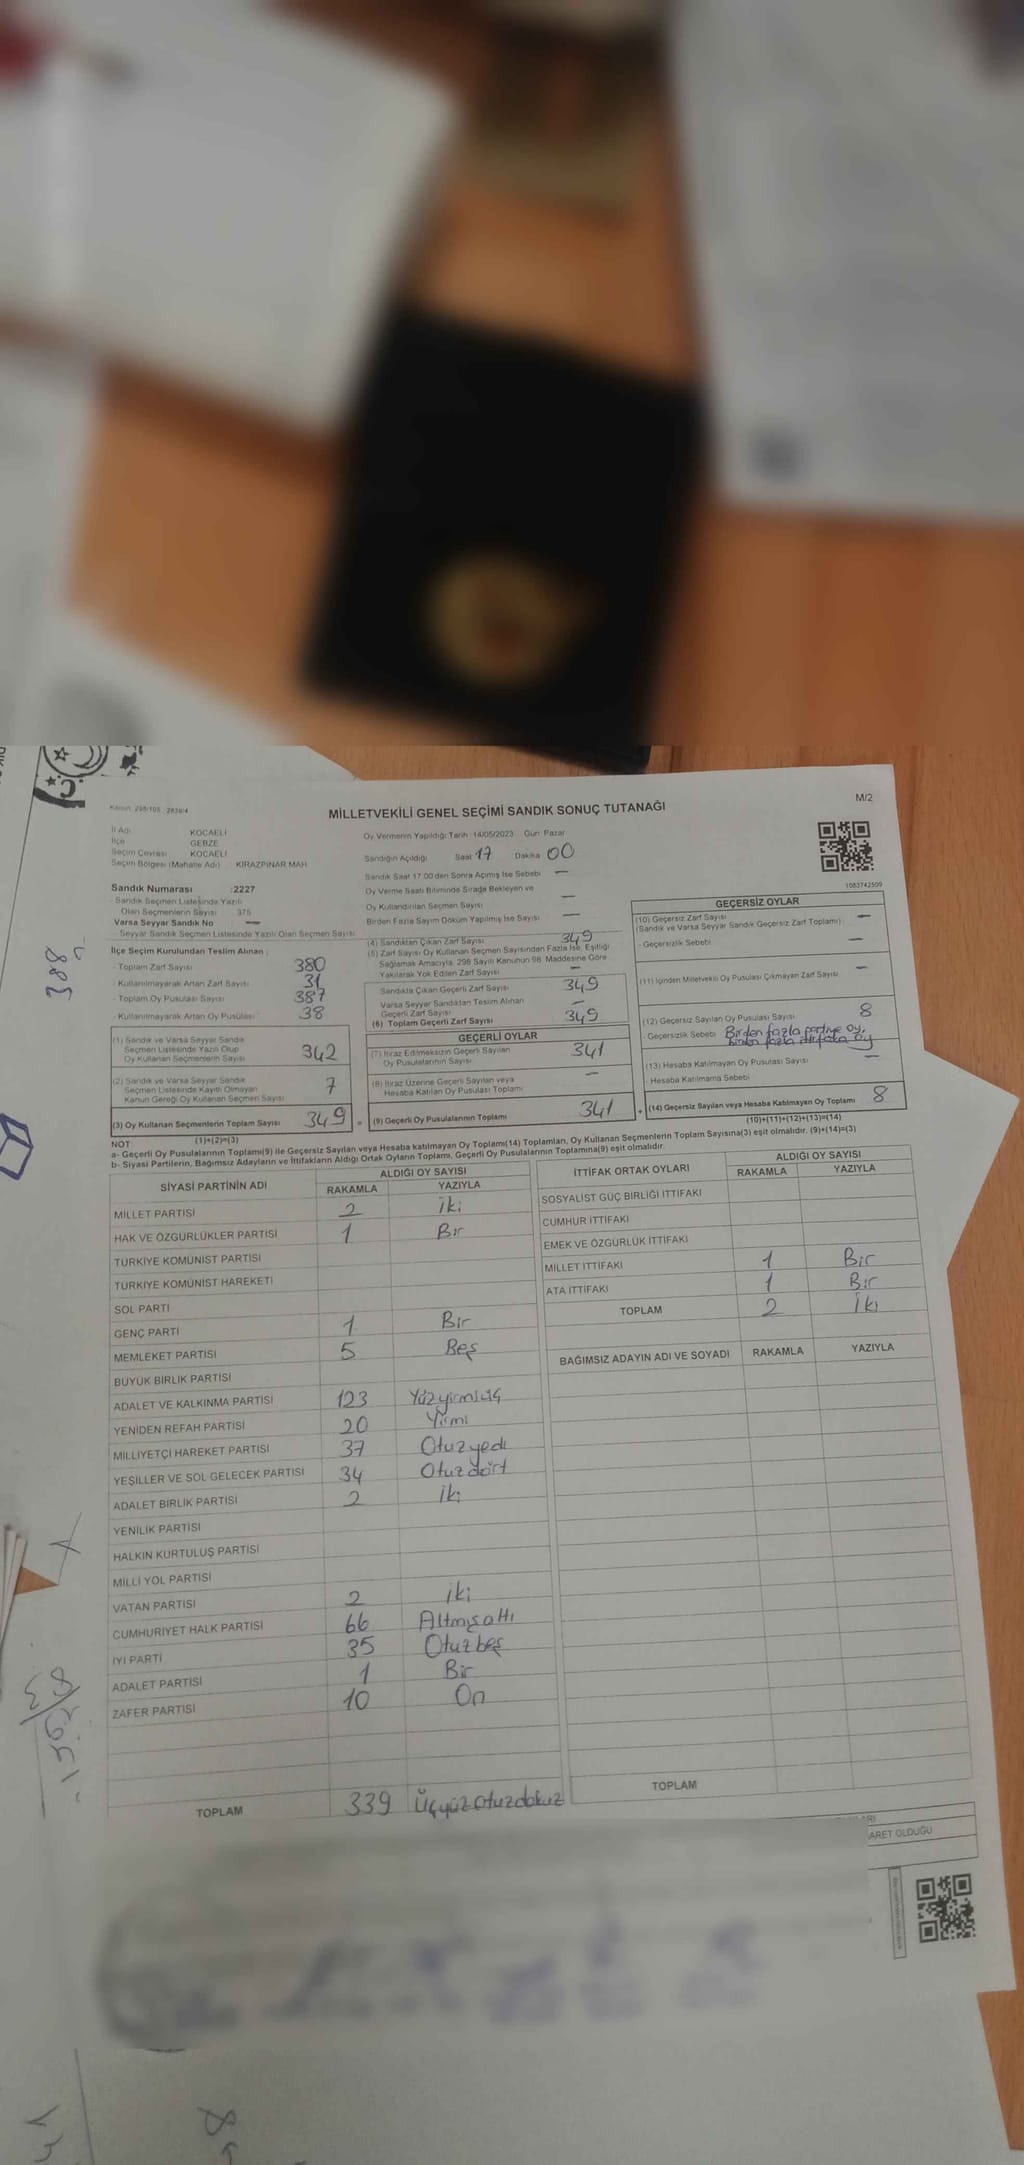 Kanun: 298/105 , 2839/4
MİLLETVEKİLİ GENEL SEÇİMİ SANDIK SONUÇ TUTANAĞI
M/2
İl Adı KOCAELİ
İlçe GEBZE
Seçim Çevresi KOCAELİ
Seçim Bölgesi (Mahalle Adı) : KİRAZPINAR MAH
Sandık Numarası :2227
- Sandık Seçmen Listesinde Yazılı
Olan Seçmenlerin Sayısı 375
Varsa Seyyar Sandık No —
- Seyyar Sandık Seçmen Listesinde Yazılı Olan Seçmen Sayısı
İlçe Seçim Kurulundan Teslim Alınan :
- Toplam Zarf Sayısı 380
- Kullanılmayarak Artan Zarf Sayısı 31
- Toplam Oy Pusulası Sayısı 387
- Kullanılmayarak Artan Oy Pusulası 38
(1) Sandık ve Varsa Seyyar Sandık
Seçmen Listesinde Yazılı Olup
Oy Kullanan Seçmenlerin Sayısı 342
(2) Sandık ve Varsa Seyyar Sandık
Seçmen Listesinde Kayıtlı Olmayan
Kanun Gereği Oy Kullanan Seçmen Sayısı 7
(3) Oy Kullanan Seçmenlerin Toplam Sayısı 349
(1)+(2)=(3)
Oy Vermenin Yapıldığı Tarih :14/05/2023 Gün: Pazar
Sandığın Açıldığı Saat 17 Dakika 00
Sandık Saat 17.00'den Sonra Açımış İse Sebebi —
Oy Verme Saati Bitiminde Sırada Bekleyen ve
Oy Kullandırılan Seçmen Sayısı —
Birden Fazla Sayım Döküm Yapılmış İse Sayısı —
(4) Sandıktan Çıkan Zarf Sayısı 349
(5) Zarf Sayısı Oy Kullanan Seçmen Sayısından Fazla İse, Eşitliği
Sağlamak Amacıyla, 298 Sayılı Kanunun 98. Maddesine Göre
Yakılarak Yok Edilen Zarf Sayısı —
Sandıkta Çıkan Geçerli Zarf Sayısı 349
Varsa Seyyar Sandıktan Teslim Alınan
Geçerli Zarf Sayısı —
(6) Toplam Geçerli Zarf Sayısı 349
GEÇERLİ OYLAR
(7) İtiraz Edilmeksizin Geçerli Sayılan
Oy Pusulalarının Sayısı 341
(8) İtiraz Üzerine Geçerli Sayılan veya
Hesaba Katılan Oy Pusulası Toplamı —
(9) Geçerli Oy Pusulalarının Toplamı 341
1083742509
GEÇERSİZ OYLAR
(10) Geçersiz Zarf Sayısı —
(Sandık ve Varsa Seyyar Sandık Geçersiz Zarf Toplamı)
- Geçersizlik Sebebi —
(11) İçinden Milletvekili Oy Pusulası Çıkmayan Zarf Sayısı —
(12) Geçersiz Sayılan Oy Pusulası Sayısı 8
- Geçersizlik Sebebi Birden fazla partiye oy,
birden fazla ittifaka oy
(13) Hesaba Katılmayan Oy Pusulası Sayısı —
Hesaba Katılmama Sebebi
(14) Geçersiz Sayılan veya Hesaba Katılmayan Oy Toplamı 8
(10)+(11)+(12)+(13)=(14)
NOT:
a- Geçerli Oy Pusulalarının Toplamı(9) ile Geçersiz Sayılan veya Hesaba katılmayan Oy Toplamı(14) Toplamları, Oy Kullanan Seçmenlerin Toplam Sayısına(3) eşit olmalıdır. (9)+(14)=(3)
b- Siyasi Partilerin, Bağımsız Adayların ve İttifakların Aldığı Ortak Oyların Toplamı, Geçerli Oy Pusulalarının Toplamına(9) eşit olmalıdır.
SİYASİ PARTİNİN ADI ALDIĞI OY SAYISI
RAKAMLA YAZIYLA
MİLLET PARTİSİ 2 İki
HAK VE ÖZGÜRLÜKLER PARTİSİ 1 Bir
TÜRKİYE KOMÜNİST PARTİSİ
TÜRKİYE KOMÜNİST HAREKETİ
SOL PARTİ
GENÇ PARTİ 1 Bir
MEMLEKET PARTİSİ 5 Beş
BÜYÜK BİRLİK PARTİSİ
ADALET VE KALKINMA PARTİSİ 123 Yüzyirmiüç
YENİDEN REFAH PARTİSİ 20 Yirmi
MİLLİYETÇİ HAREKET PARTİSİ 37 Otuzyedi
YEŞİLLER VE SOL GELECEK PARTİSİ 34 Otuzdört
ADALET BİRLİK PARTİSİ 2 İki
YENİLİK PARTİSİ
HALKIN KURTULUŞ PARTİSİ
MİLLİ YOL PARTİSİ
VATAN PARTİSİ 2 İki
CUMHURİYET HALK PARTİSİ 66 Altmışaltı
İYİ PARTİ 35 Otuzbeş
ADALET PARTİSİ 1 Bir
ZAFER PARTİSİ 10 On
TOPLAM 339 Üçyüzotuzdokuz
İTTİFAK ORTAK OYLARI ALDIĞI OY SAYISI
RAKAMLA YAZIYLA
SOSYALİST GÜÇ BİRLİĞİ İTTİFAKI
CUMHUR İTTİFAKI
EMEK VE ÖZGÜRLÜK İTTİFAKI
MİLLET İTTİFAKI 1 Bir
ATA İTTİFAKI 1 Bir
TOPLAM 2 İki
BAĞIMSIZ ADAYIN ADI VE SOYADI RAKAMLA YAZIYLA
TOPLAM
ARET OLDUĞU
388